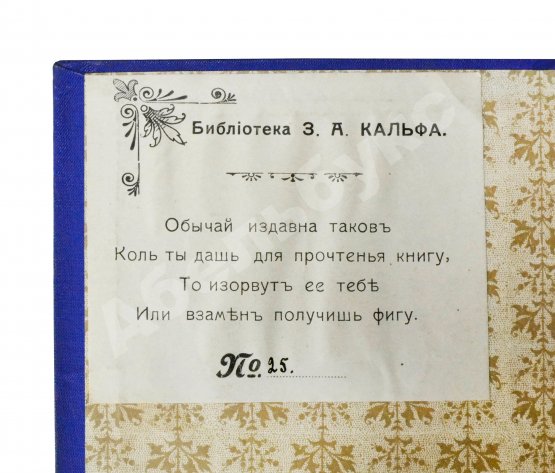 Библіотека З. А. КАЛЬФА.
Обычай издавна таковъ
Коль ты дашь для прочтенья книгу,
То изорвутъ ее тебѣ
Или взамѣнъ получишь фигу.
№ 25.